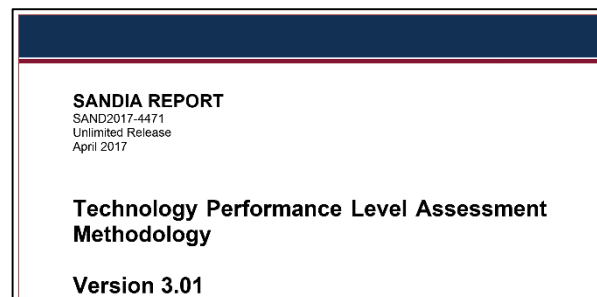 SANDIA REPORT
SAND2017-4471
Unlimited Release
April 2017
Technology Performance Level Assessment
Methodology
Version 3.01